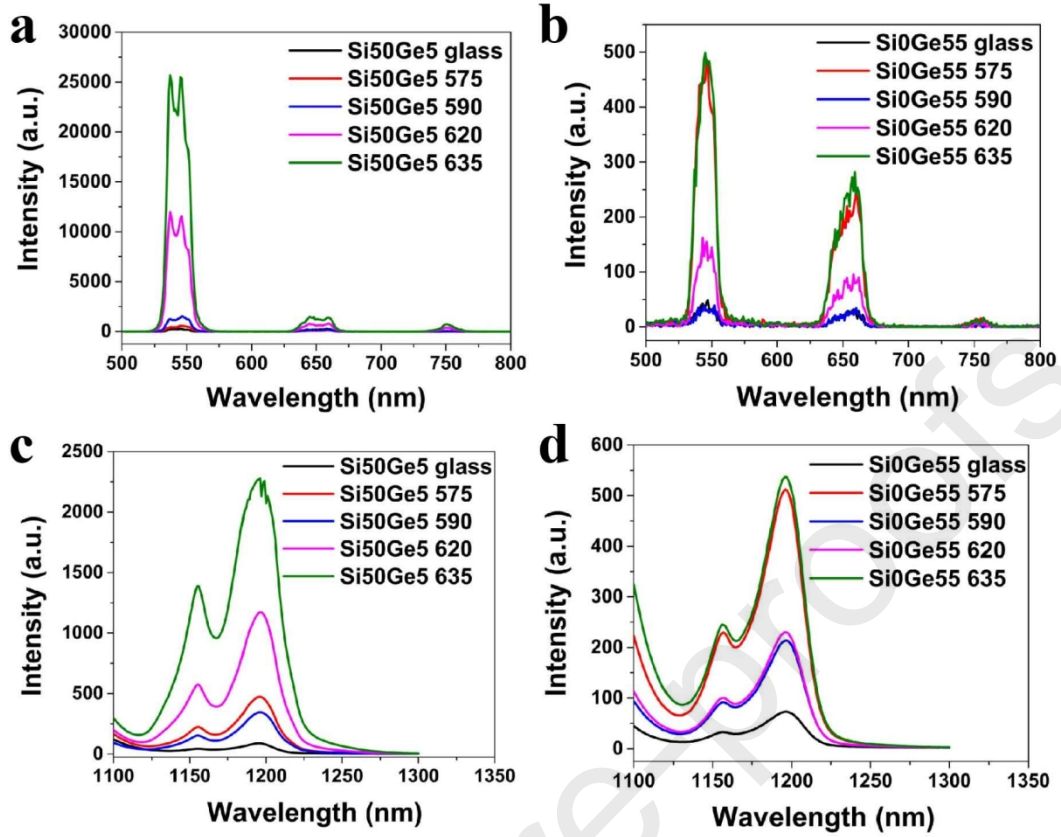 a
30000
25000
20000
15000
10000
5000
0
500 550 600 650 700 750 800
Intensity (a.u.)
Wavelength (nm)
Si50Ge5 glass
Si50Ge5 575
Si50Ge5 590
Si50Ge5 620
Si50Ge5 635
b
500
400
300
200
100
0
500 550 600 650 700 750 800
Intensity (a.u.)
Wavelength (nm)
Si0Ge55 glass
Si0Ge55 575
Si0Ge55 590
Si0Ge55 620
Si0Ge55 635
c
2500
2000
1500
1000
500
0
1100 1150 1200 1250 1300 1350
Intensity (a.u.)
Wavelength (nm)
Si50Ge5 glass
Si50Ge5 575
Si50Ge5 590
Si50Ge5 620
Si50Ge5 635
d
600
500
400
300
200
100
0
1100 1150 1200 1250 1300 1350
Intensity (a.u.)
Wavelength (nm)
Si0Ge55 glass
Si0Ge55 575
Si0Ge55 590
Si0Ge55 620
Si0Ge55 635
e-proofs